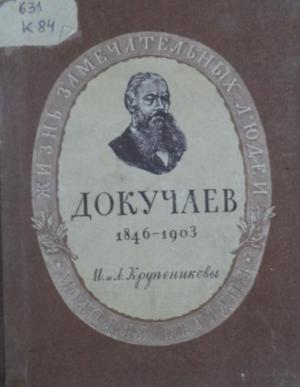 631
К 84
ЖИЗНЬ ЗАМЕЧАТЕЛЬНЫХ ЛЮДЕЙ
ДОКУЧАЕВ
1846-1903
И. и Л. Крупениковы
МОЛОДАЯ ГВАРДИЯ